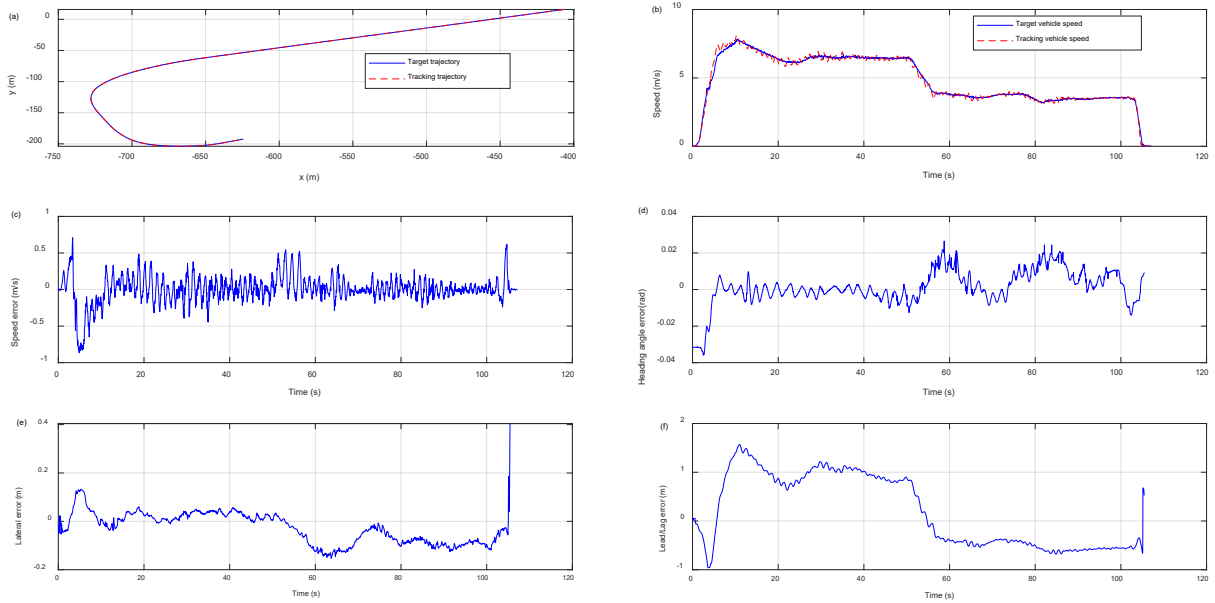 (a)
0
-50
-100
-150
-200
y (m)
Target trajectory
Tracking trajectory
-750 -700 -650 -600 -550 -500 -450 -400
x (m)
(b)
10
5
0
Speed (m/s)
Target vehicle speed
Tracking vehicle speed
0 20 40 60 80 100 120
Time (s)
(c)
1
0.5
0
-0.5
-1
Speed error(m/s)
0 20 40 60 80 100 120
Time (s)
(d)
0.04
0.02
0
-0.02
-0.04
Heading angle error(rad)
0 20 40 60 80 100 120
Time (s)
(e)
0.4
0.2
0
-0.2
Lateral error (m)
0 20 40 60 80 100 120
Time (s)
(f)
2
1
0
-1
Lead/Lag error (m)
0 20 40 60 80 100 120
Time (s)